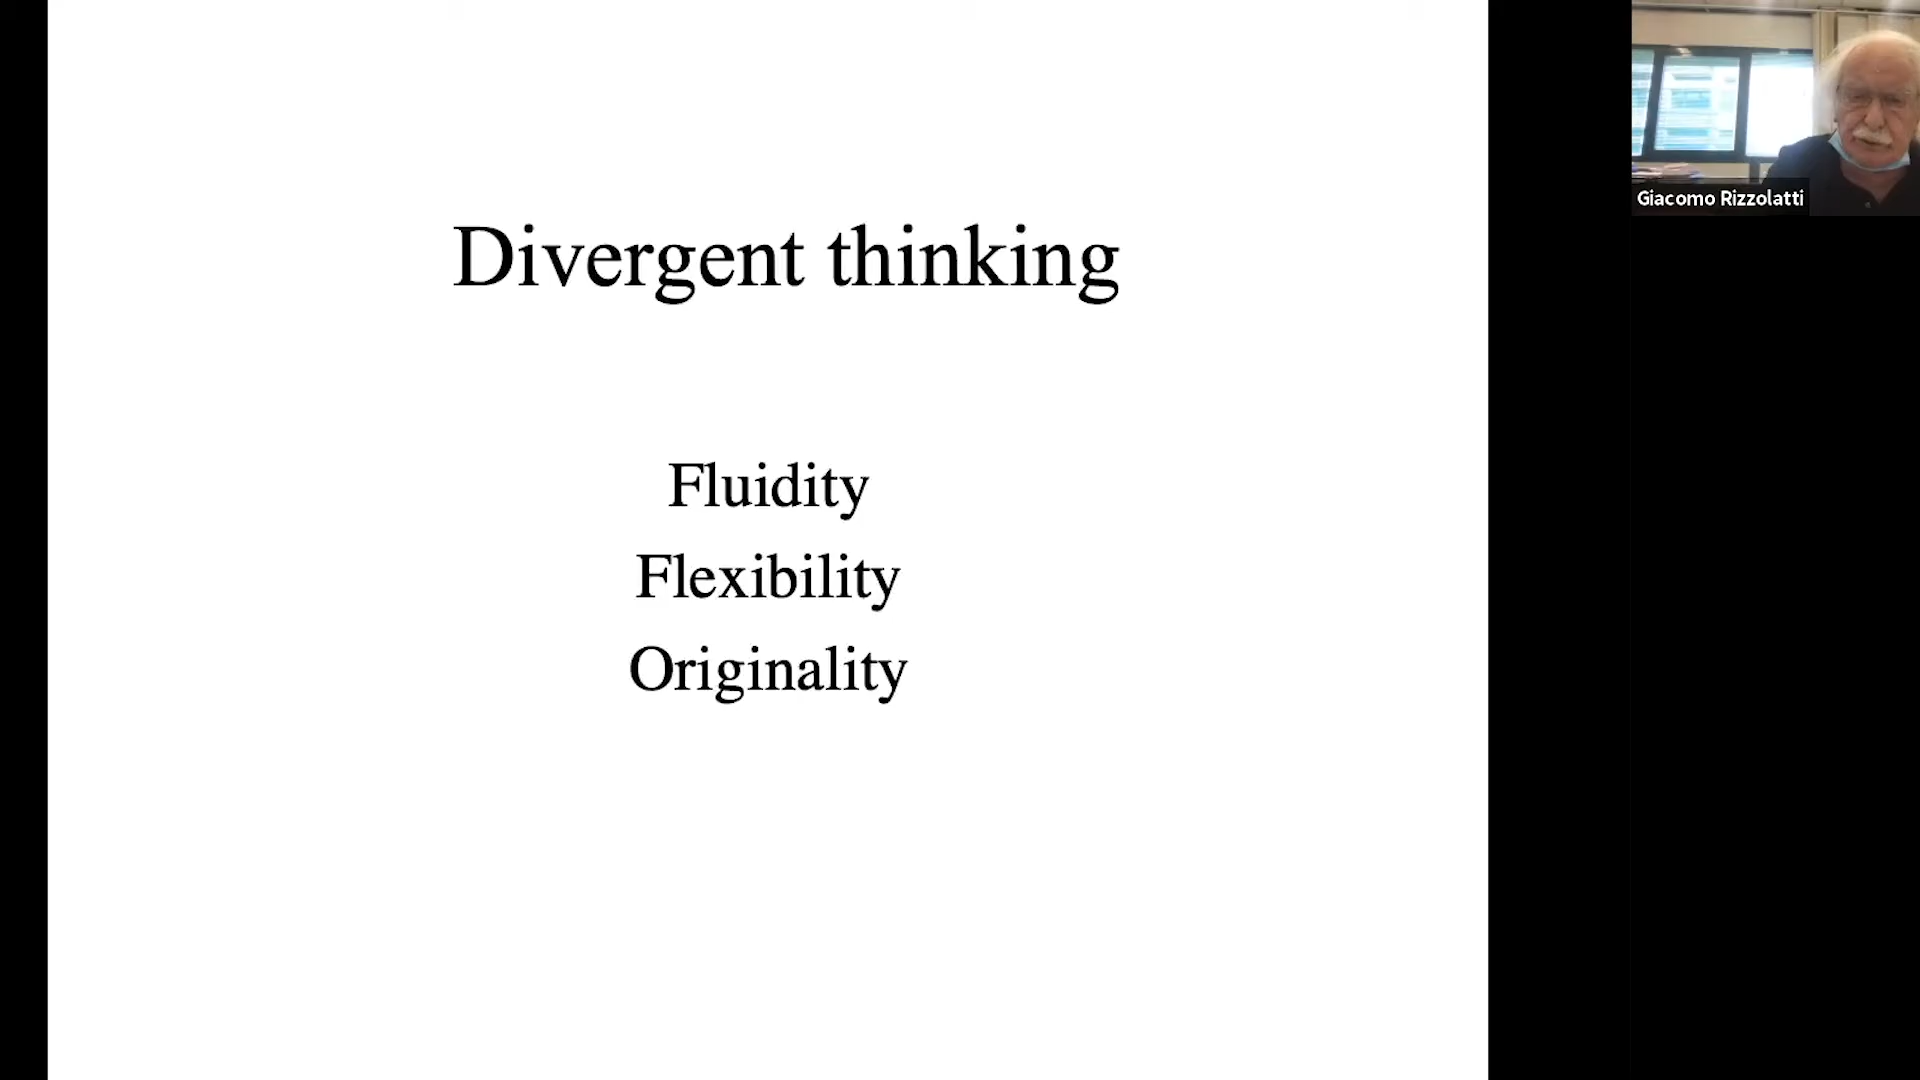 Divergent thinking
Fluidity
Flexibility
Originality
Giacomo Rizzolatti